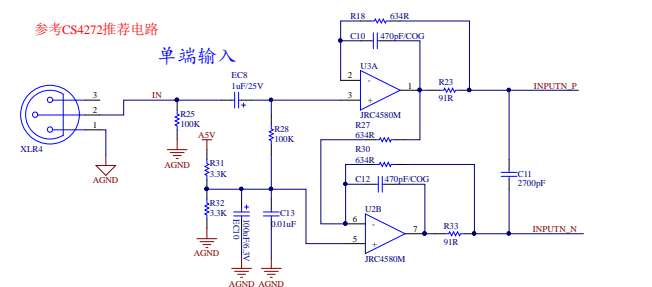 参考CS4272推荐电路
单端输入
R18
634R
C10
470pF/COG
EC8
1uF/25V
U3A
2
-
3
+
1
JRC4580M
R23
91R
INPUTN_P
3
2
1
XLR4
IN
R25
100K
AGND
AGND
R28
100K
A5V
R31
3.3K
R32
3.3K
AGND
EC10
100uF/6.3V
AGND
C13
0.01uF
AGND
R27
634R
R30
634R
C12
470pF/COG
U2B
6
-
5
+
7
JRC4580M
R33
91R
C11
2700pF
INPUTN_N